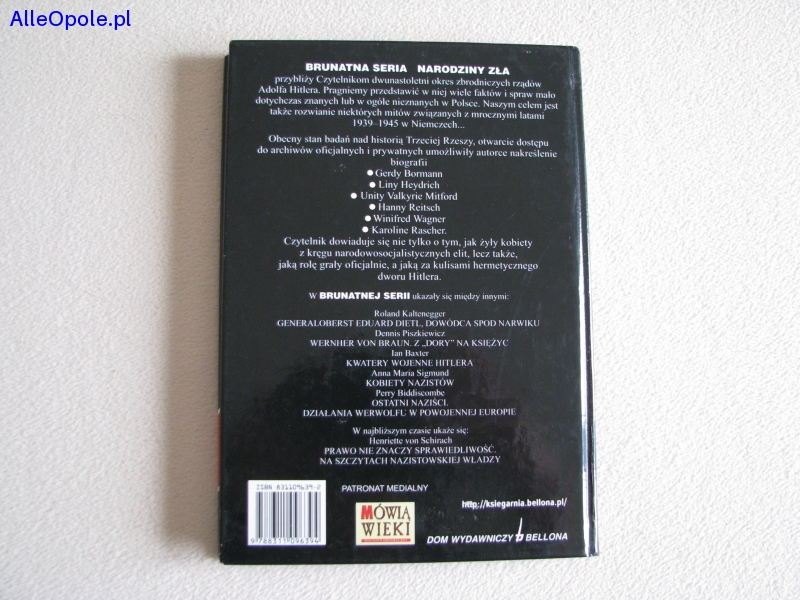 AlleOpole.pl
BRUNATNA SERIA NARODZINY ZŁA
przybliży Czytelnikom dwunastoletni okres zbrodniczych rządów
Adolfa Hitlera. Pragniemy przedstawić w niej wiele faktów i spraw mało
dotychczas znanych lub w ogóle nieznanych w Polsce. Naszym celem jest
także rozwianie niektórych mitów związanych z mrocznymi latami
1939–1945 w Niemczech...
Obecny stan badań nad historią Trzeciej Rzeszy, otwarcie dostępu
do archiwów oficjalnych i prywatnych umożliwiły autorce nakreślenie
biografii
● Gerdy Bormann
● Liny Heydrich
● Unity Valkyrie Mitford
● Hanny Reitsch
● Winifred Wagner
● Karoline Rascher.
Czytelnik dowiaduje się nie tylko o tym, jak żyły kobiety
z kręgu narodowosocjalistycznych elit, lecz także,
jaką rolę grały oficjalnie, a jaką za kulisami hermetycznego
dworu Hitlera.
W BRUNATNEJ SERII ukazały się między innymi:
Roland Kaltenegger
GENERALOBERST EDUARD DIETL, DOWÓDCA SPOD NARWIKU
Dennis Piszkiewicz
WERNHER VON BRAUN. Z „DORY” NA KSIĘŻYC
Ian Baxter
KWATERY WOJENNE HITLERA
Anna Maria Sigmund
KOBIETY NAZISTÓW
Perry Biddiscombe
OSTATNI NAZIŚCI.
DZIAŁANIA WERWOLFU W POWOJENNEJ EUROPIE
W najbliższym czasie ukaże się:
Henriette von Schirach
PRAWO NIE ZNACZY SPRAWIEDLIWOŚĆ.
NA SZCZYTACH NAZISTOWSKIEJ WŁADZY
ISBN 831109639-2
9 788311 096394
PATRONAT MEDIALNY
MÓWIĄ
WIEKI
http://ksiegarnia.bellona.pl/
DOM WYDAWNICZY BELLONA